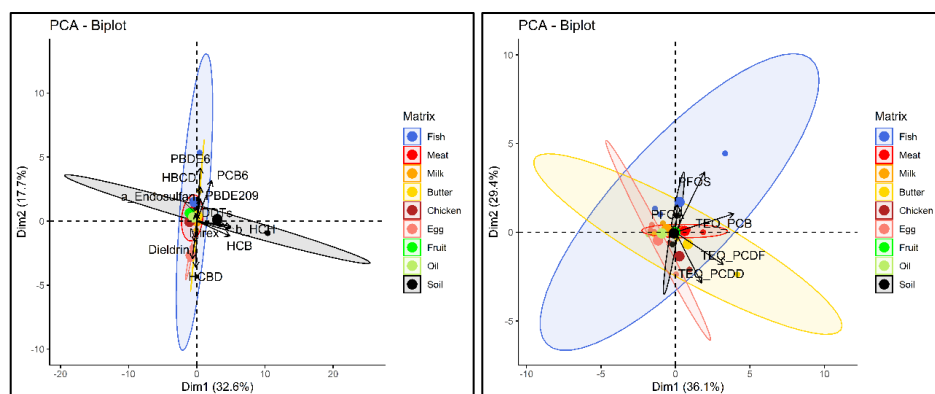 PCA - Biplot
Dim2 (17.7%)
10
5
0
-5
-10
PBDE6
HBCD
PCB6
PBDE209
a_Endosulfan
DDTs
b_HCH
Mirex
HCB
Dieldrin
HCBD
-20
-10
0
10
20
Dim1 (32.6%)
Matrix
Fish
Meat
Milk
Butter
Chicken
Egg
Fruit
Oil
Soil
PCA - Biplot
Dim2 (29.4%)
10
5
0
-5
PFOS
TEQ_PCB
TEQ_PCDF
TEQ_PCDD
-5
0
5
10
Dim1 (36.1%)
Matrix
Fish
Meat
Milk
Butter
Chicken
Egg
Fruit
Oil
Soil